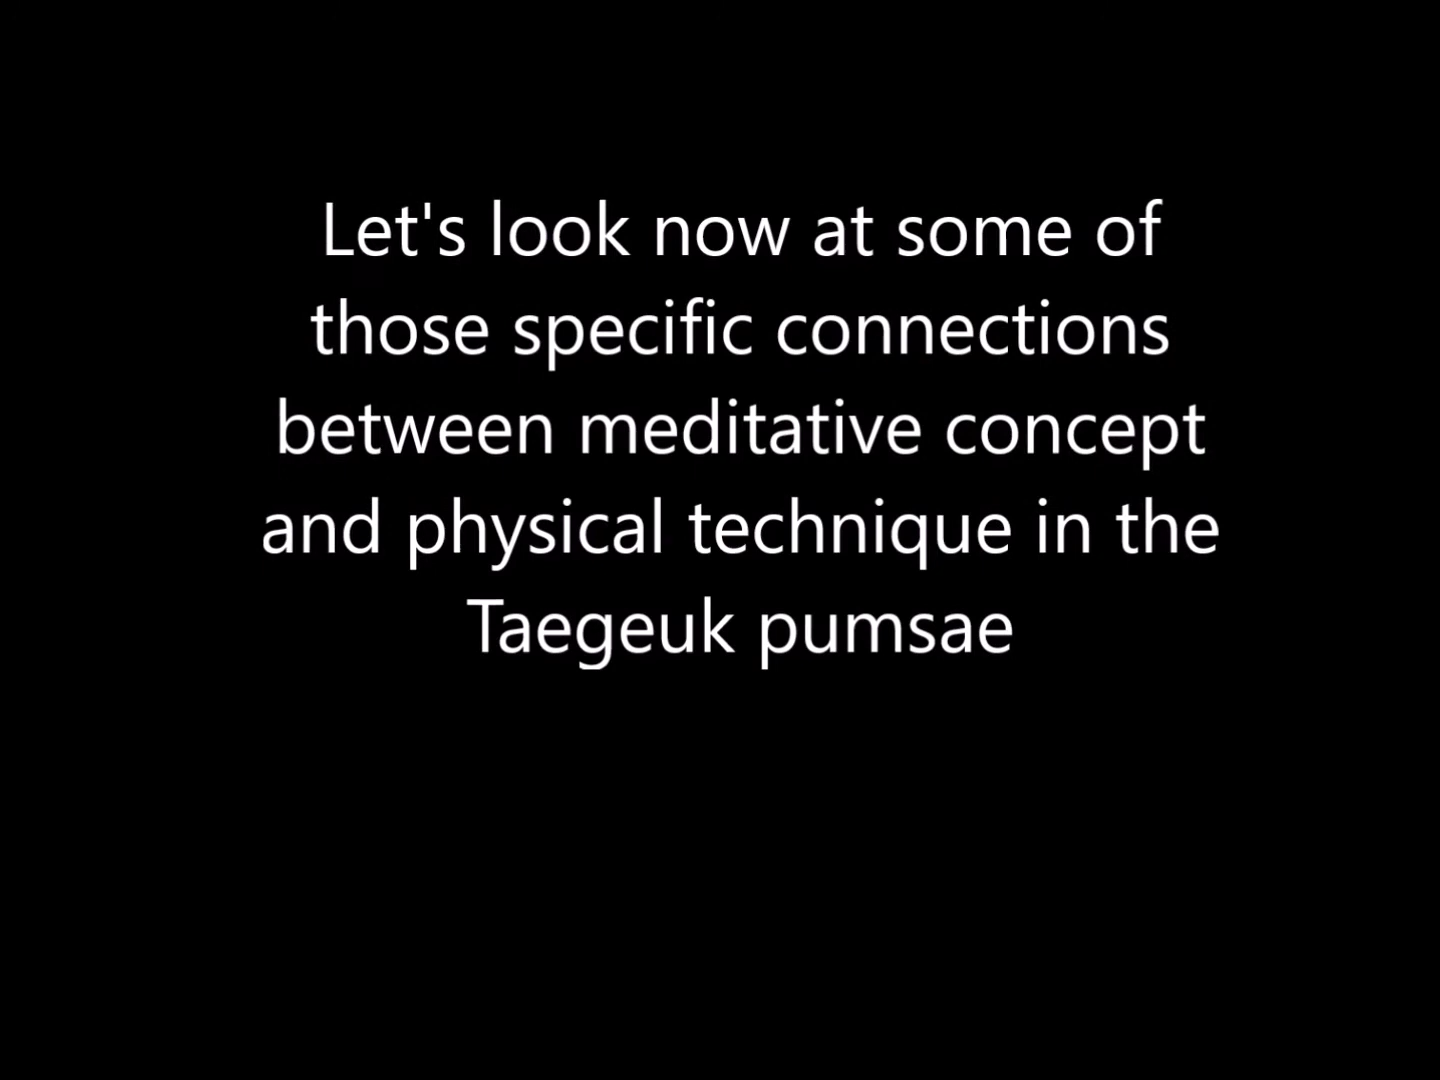 Let's look now at some of
those specific connections
between meditative concept
and physical technique in the
Taegeuk pumsae